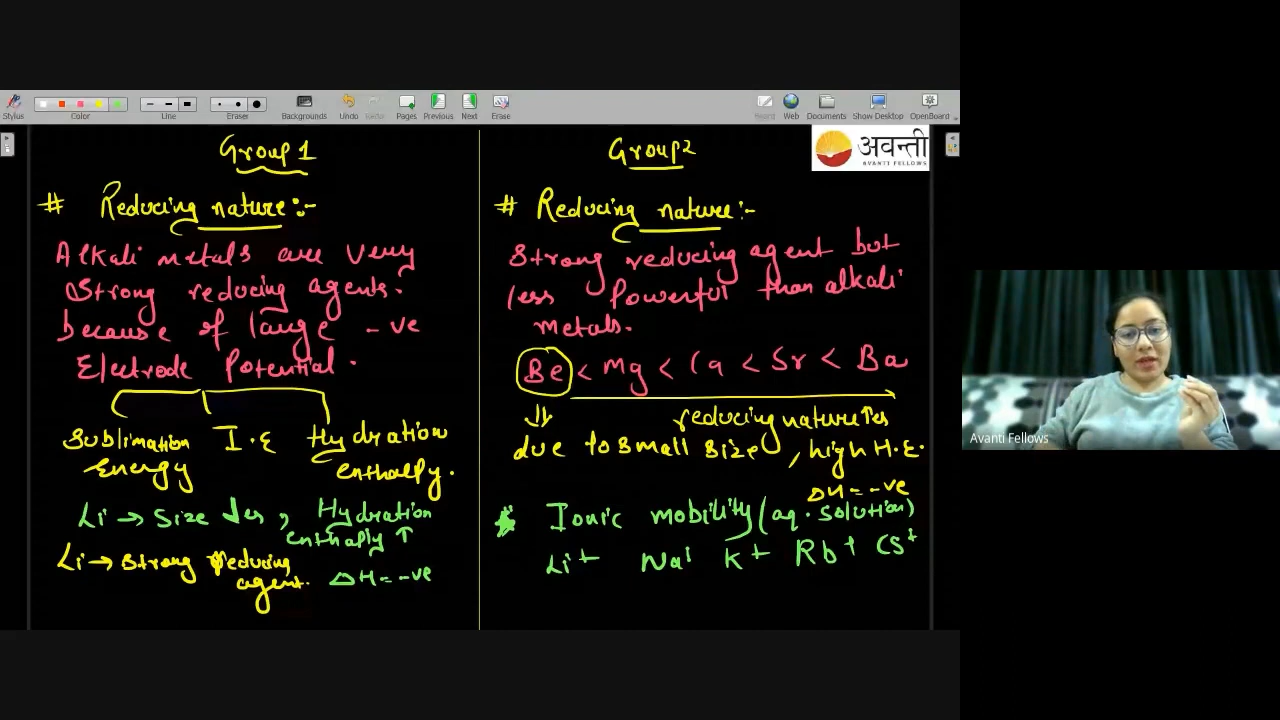 Stylus Color Line Eraser Backgrounds Undo Redo Pages Previous Next Erase Board Web Documents Show Desktop OpenBoard
अवन्ती
AVANTI FELLOWS
Group 1
# Reducing nature :-
Alkali metals are very
strong reducing agents.
because of large -ve
Electrode Potential.
Sublimation Energy
I.E
Hydration enthalpy.
Li → Size ↓es, Hydration enthalpy ↑
Li → strong reducing agent.
ΔH = -ve
Group 2
# Reducing nature :-
Strong reducing agent but
less Powerful than alkali
metals.
Be < Mg < Ca < Sr < Ba
reducing nature ↑es
due to small size, high H.E.
ΔH = -ve
* Ionic mobility (aq. solution)
Li+ Na+ K+ Rb+ Cs+
Avanti Fellows